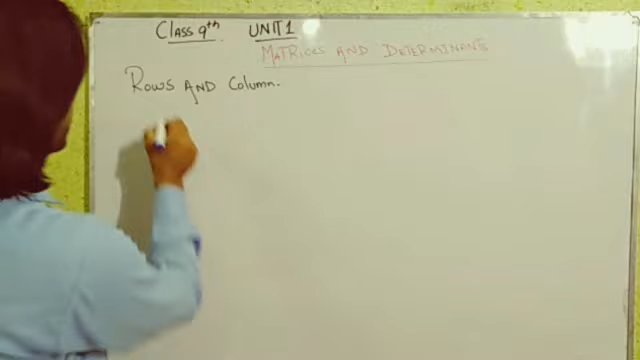 Class 9th UNIT 1
MATRICES AND DETERMINANTS
ROWS AND Column.